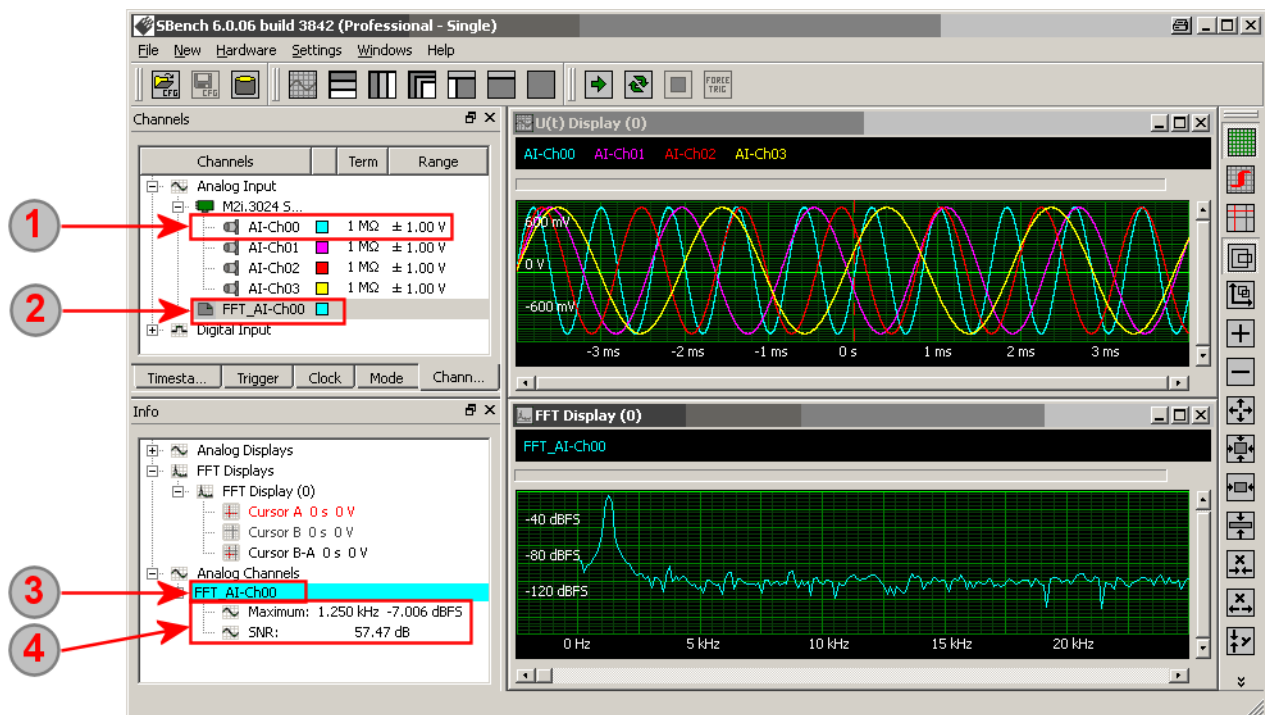 SBench 6.0.06 build 3842 (Professional - Single)
File New Hardware Settings Windows Help
CFG CFG FORCE TRIG
Channels
Channels Term Range
Analog Input
M2i.3024 S...
1
AI-Ch00 1 MΩ ± 1.00 V
AI-Ch01 1 MΩ ± 1.00 V
AI-Ch02 1 MΩ ± 1.00 V
AI-Ch03 1 MΩ ± 1.00 V
2
FFT_AI-Ch00
Digital Input
Timesta... Trigger Clock Mode Chann...
U(t) Display (0)
AI-Ch00 AI-Ch01 AI-Ch02 AI-Ch03
600 mV
0 V
-600 mV
-3 ms -2 ms -1 ms 0 s 1 ms 2 ms 3 ms
Info
Analog Displays
FFT Displays
FFT Display (0)
Cursor A 0 s 0 V
Cursor B 0 s 0 V
Cursor B-A 0 s 0 V
Analog Channels
3
FFT_AI-Ch00
Maximum: 1.250 kHz -7.006 dBFS
4
SNR: 57.47 dB
FFT Display (0)
FFT_AI-Ch00
-40 dBFS
-80 dBFS
-120 dBFS
0 Hz 5 kHz 10 kHz 15 kHz 20 kHz